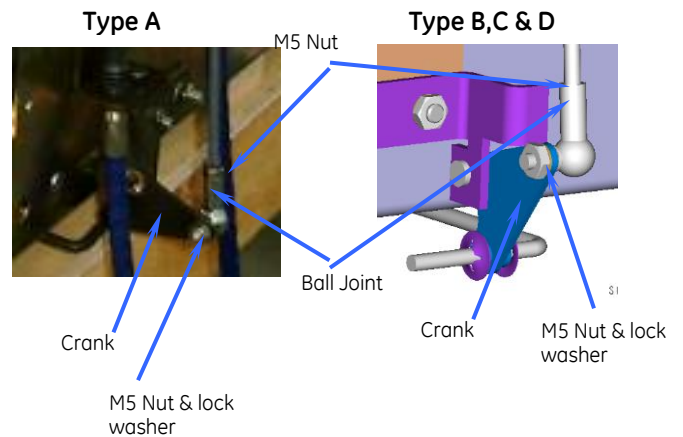 Type A
Type B,C & D
M5 Nut
Ball Joint
Crank
Crank
M5 Nut & lock
washer
M5 Nut & lock
washer